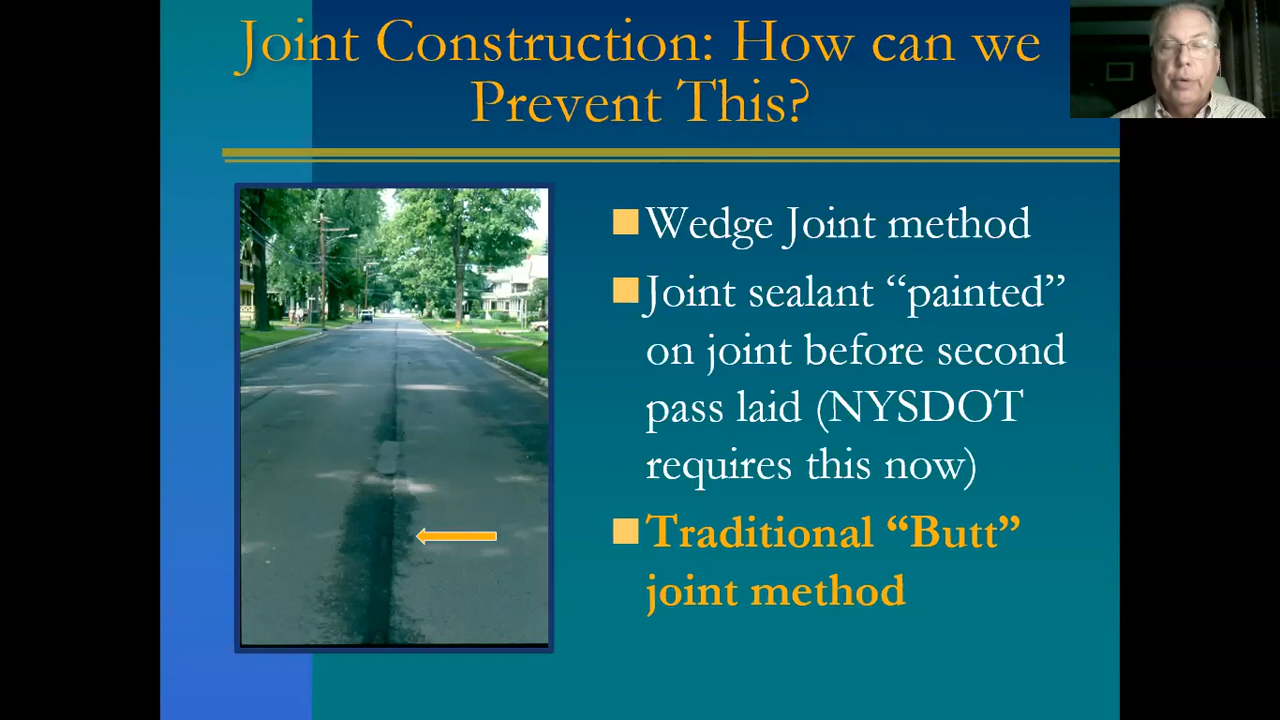 Joint Construction: How can we
Prevent This?
Wedge Joint method
Joint sealant “painted”
on joint before second
pass laid (NYSDOT
requires this now)
Traditional “Butt”
joint method